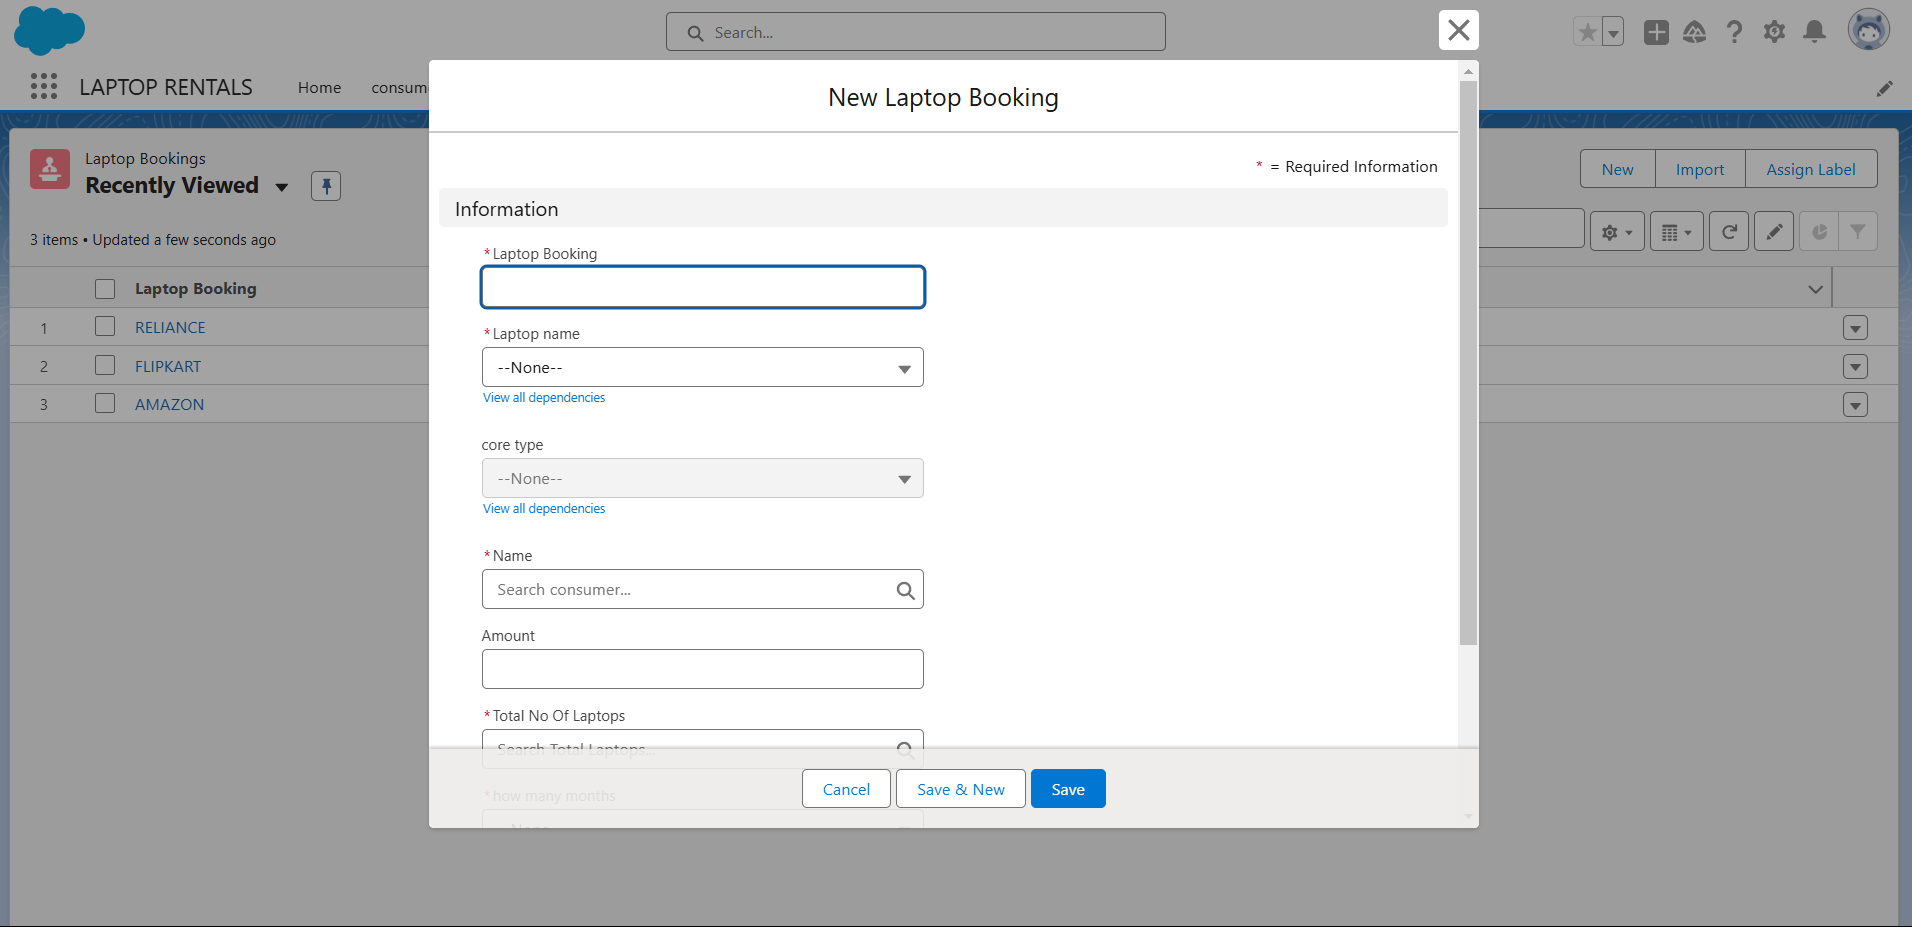 Search...
LAPTOP RENTALS
Home
consum
Laptop Bookings
Recently Viewed
3 items • Updated a few seconds ago
New
Import
Assign Label
Laptop Booking
1 RELIANCE
2 FLIPKART
3 AMAZON
New Laptop Booking
* = Required Information
Information
*Laptop Booking
*Laptop name
--None--
View all dependencies
core type
--None--
View all dependencies
*Name
Search consumer...
Amount
*Total No Of Laptops
Search Total Laptops...
*how many months
--None--
Cancel
Save & New
Save